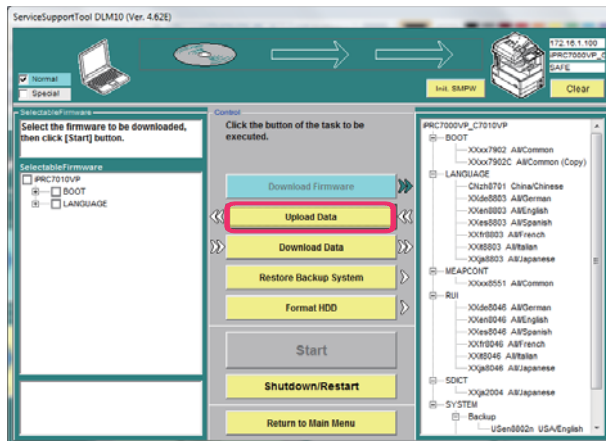 ServiceSupportTool DLM10 (Ver. 4.62E)
172.16.1.100
iPRC7000VP_C
SAFE
Normal
Special
Init. SMPW
Clear
SelectableFirmware
Select the firmware to be downloaded,
then click [Start] button.
SelectableFirmware
iPRC7010VP
BOOT
LANGUAGE
Control
Click the button of the task to be
executed.
Download Firmware
Upload Data
Download Data
Restore Backup System
Format HDD
Start
Shutdown/Restart
Return to Main Menu
iPRC7000VP_C7010VP
BOOT
XXxx7902 All/Common
XXxx7902C All/Common (Copy)
LANGUAGE
CNzh8701 China/Chinese
XXde8803 All/German
XXen8803 All/English
XXes8803 All/Spanish
XXfr8803 All/French
XXit8803 All/Italian
XXja8803 All/Japanese
MEAPCONT
XXxx8551 All/Common
RUI
XXde8046 All/German
XXen8046 All/English
XXes8046 All/Spanish
XXfr8046 All/French
XXit8046 All/Italian
XXja8046 All/Japanese
SDICT
XXja2004 All/Japanese
SYSTEM
Backup
USen8802n USA/English